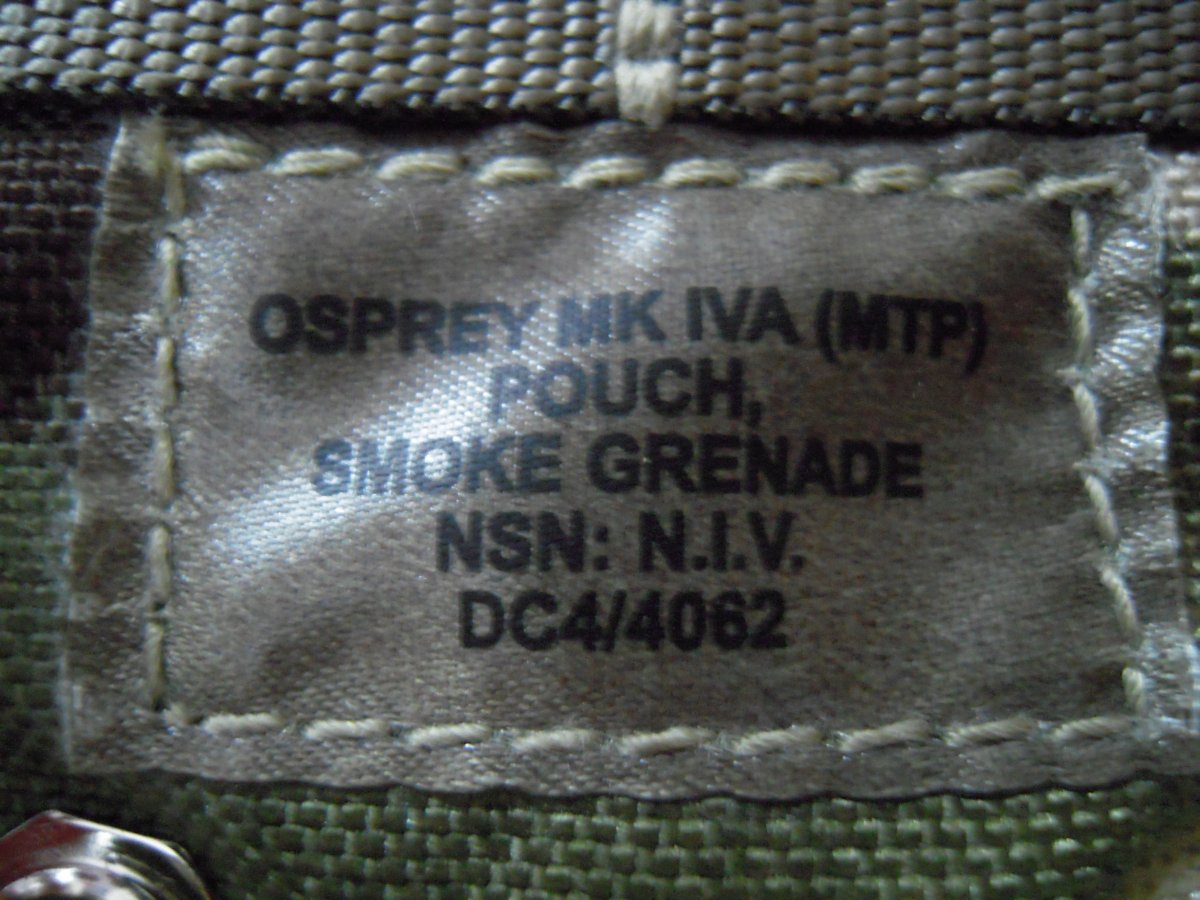 OSPREY MK IVA (MTP)
POUCH,
SMOKE GRENADE
NSN: N.I.V.
DC4/4062